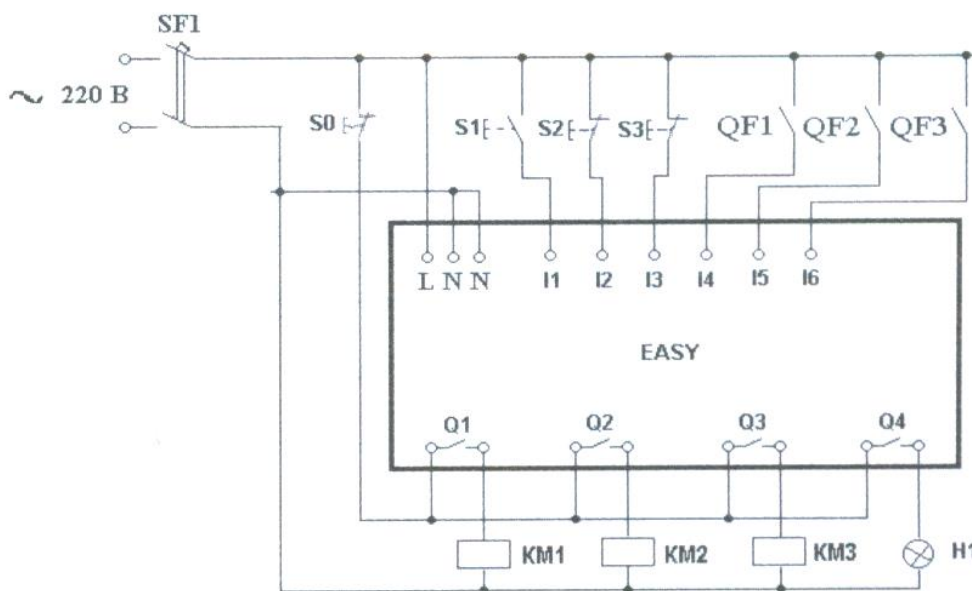 SF1
~ 220 В
S0 S1 S2 S3 QF1 QF2 QF3
L N N I1 I2 I3 I4 I5 I6
EASY
Q1 Q2 Q3 Q4
KM1 KM2 KM3 H1